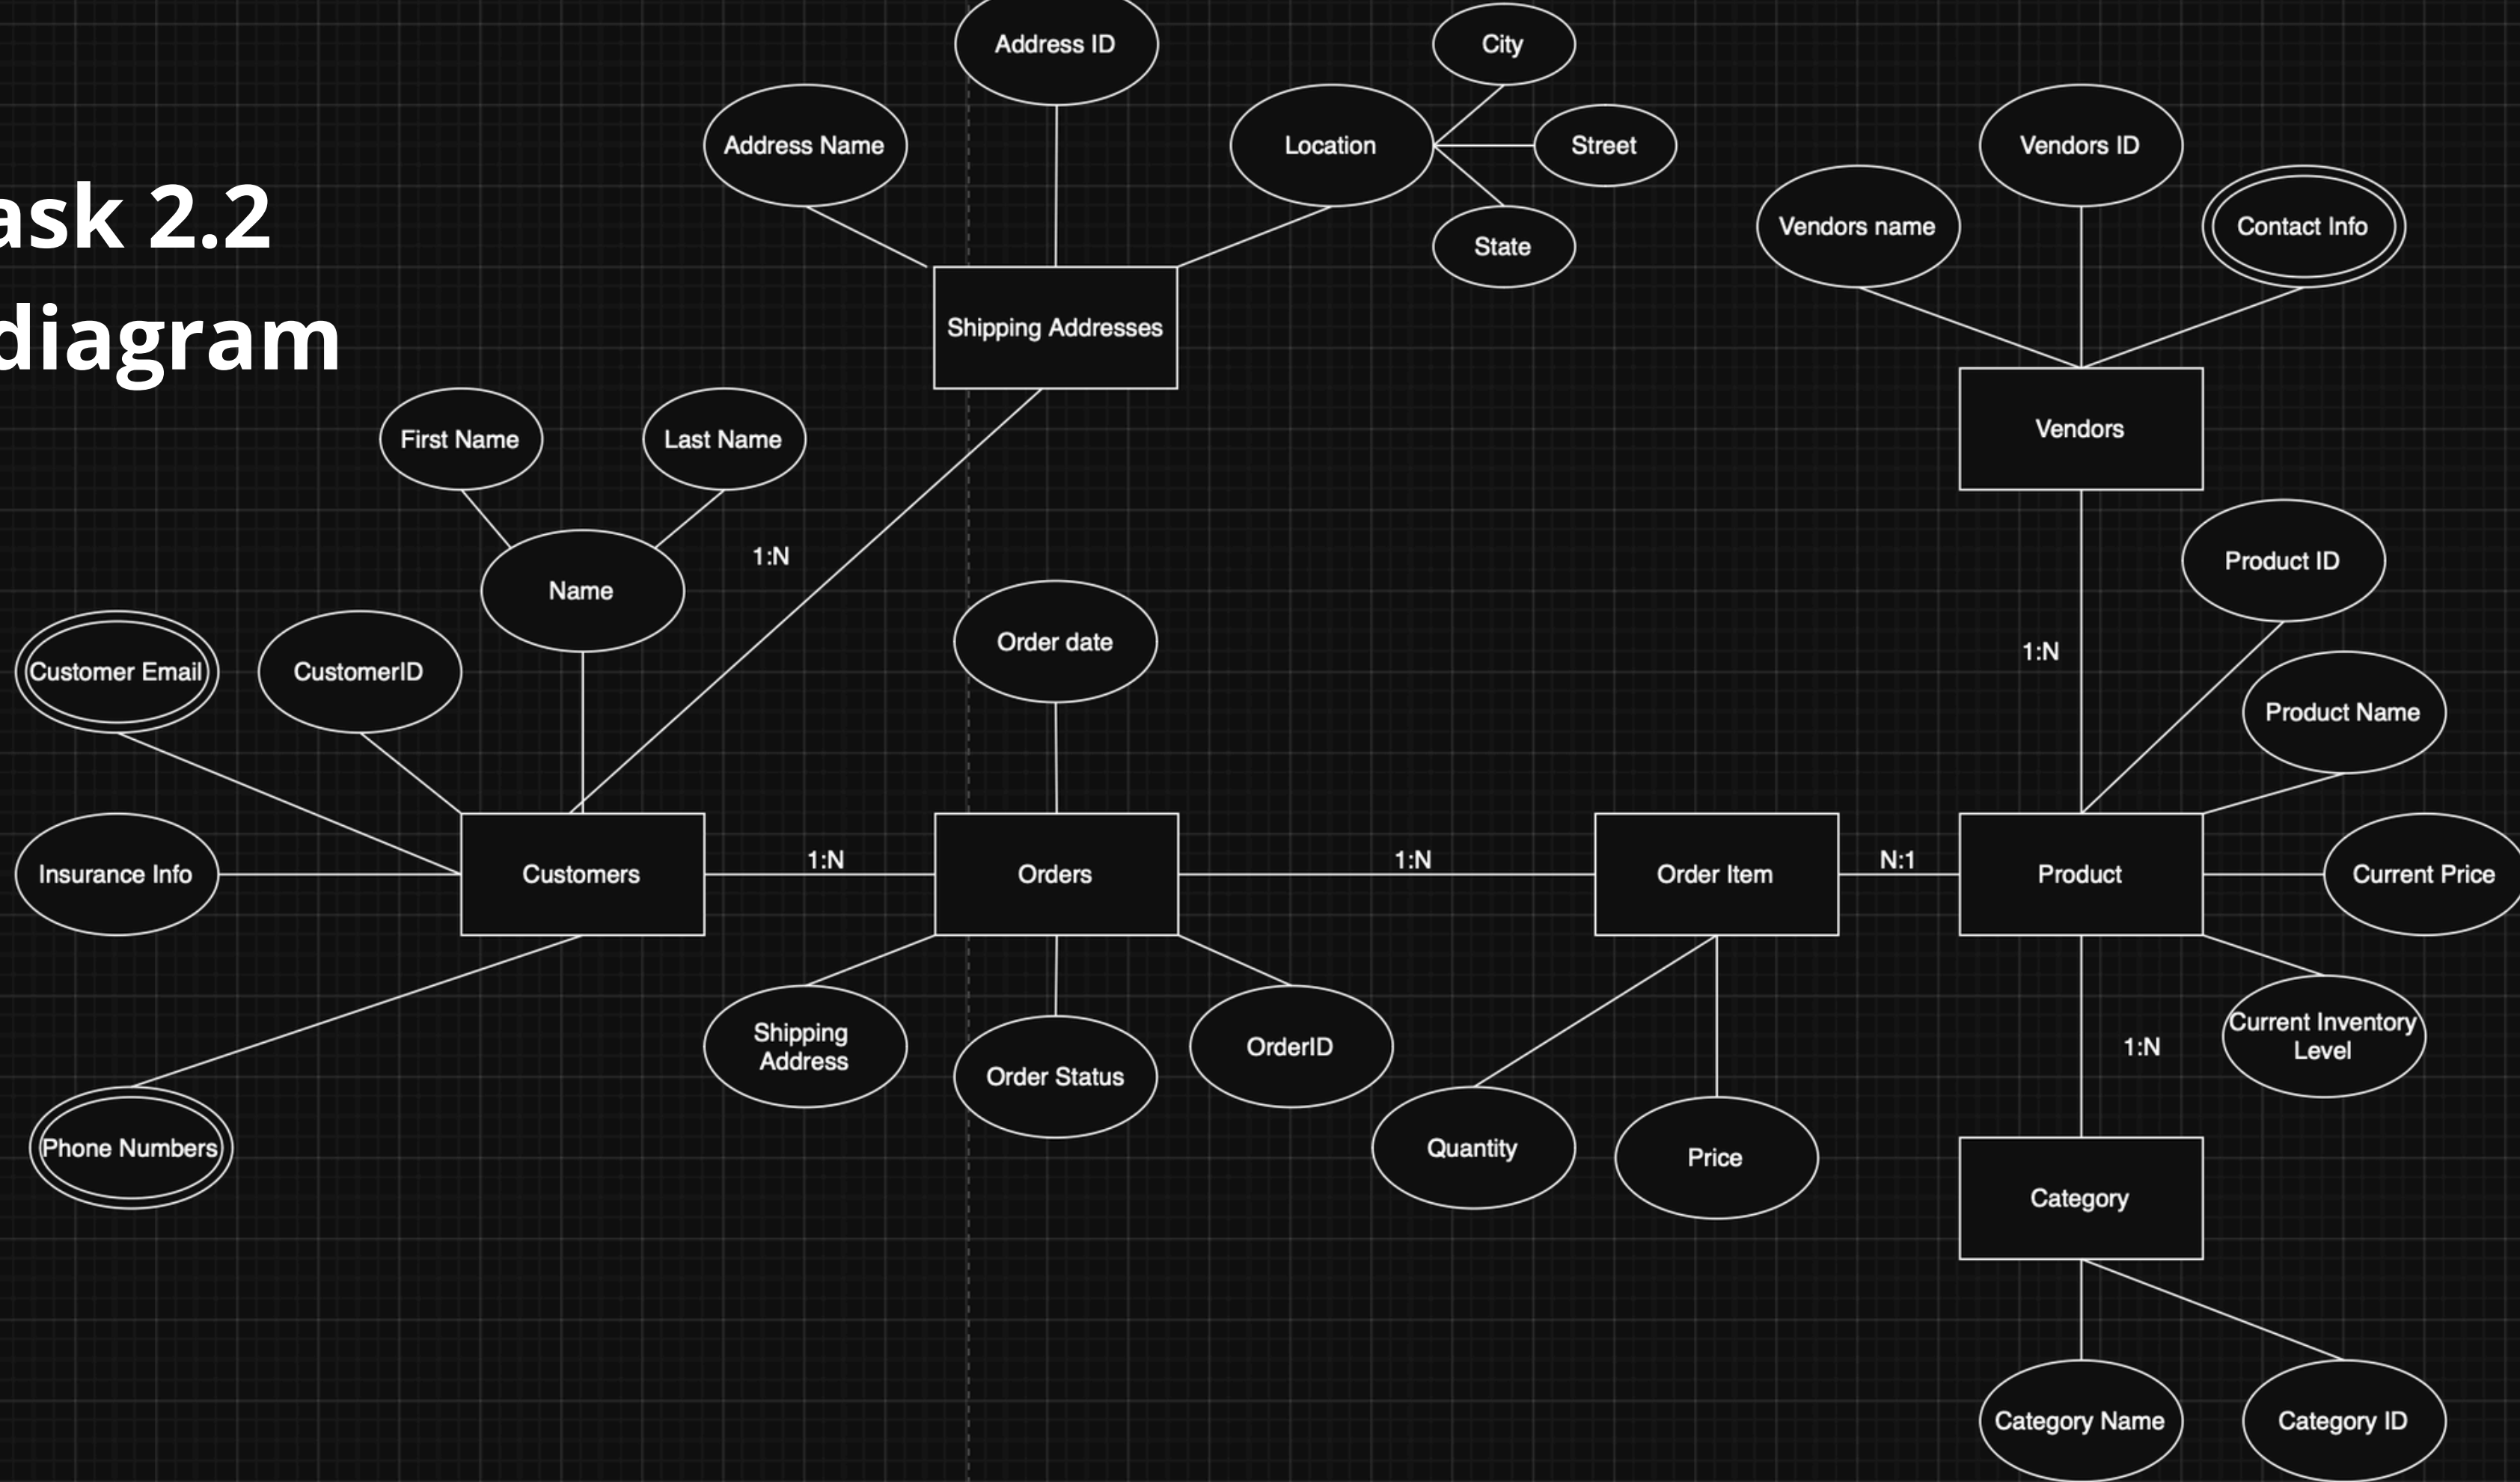 Address ID
City
Address Name
Location
Street
Vendors ID
ask 2.2
Vendors name
Contact Info
State
diagram
Shipping Addresses
First Name
Last Name
Vendors
1:N
Product ID
Name
Order date
1:N
Customer Email
CustomerID
Product Name
Insurance Info
Customers
1:N
Orders
1:N
Order Item
N:1
Product
Current Price
Shipping
Address
Order Status
OrderID
1:N
Current Inventory
Level
Phone Numbers
Quantity
Price
Category
Category Name
Category ID